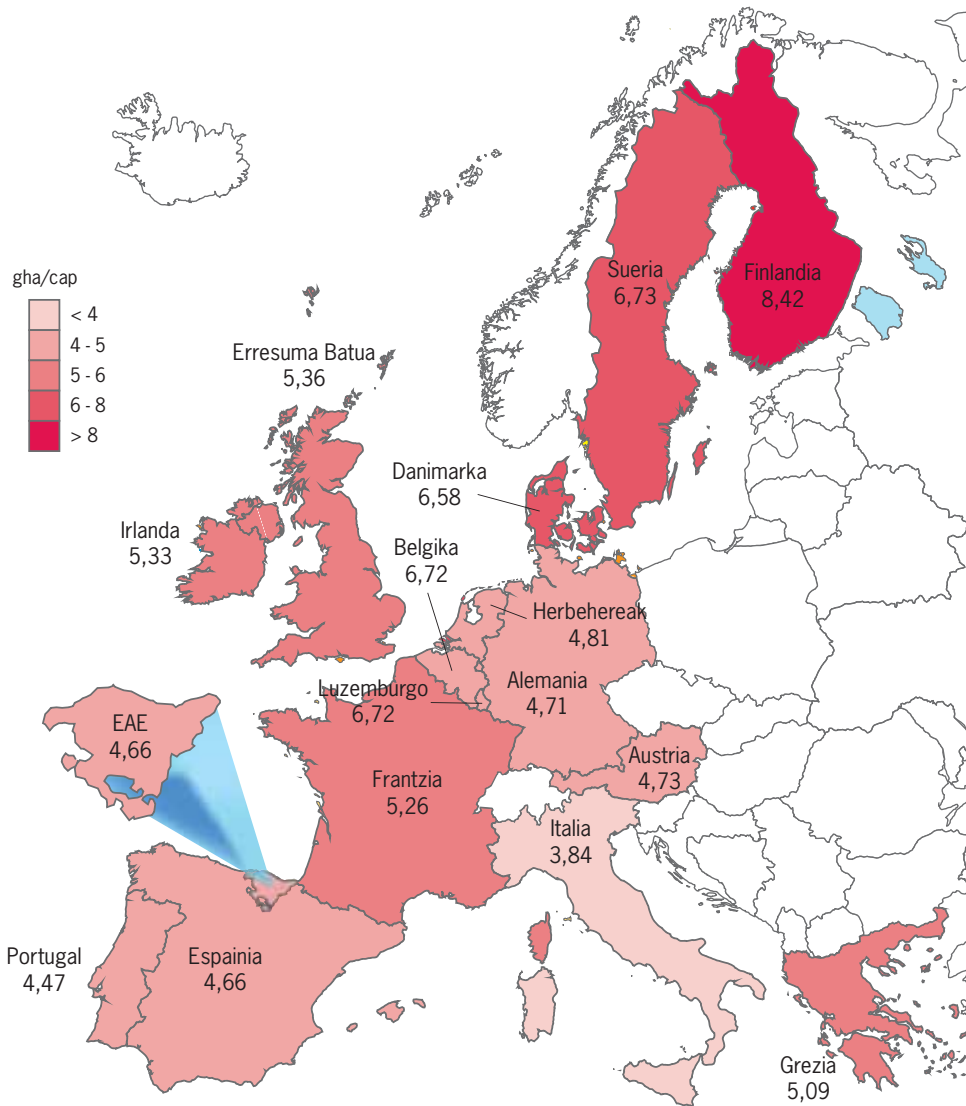 gha/cap
< 4
4 - 5
5 - 6
6 - 8
> 8
Sueria
6,73
Finlandia
8,42
Erresuma Batua
5,36
Danimarka
6,58
Irlanda
5,33
Belgika
6,72
Herbehereak
4,81
Luzemburgo
6,72
Alemania
4,71
EAE
4,66
Austria
4,73
Frantzia
5,26
Italia
3,84
Portugal
4,47
Espainia
4,66
Grezia
5,09